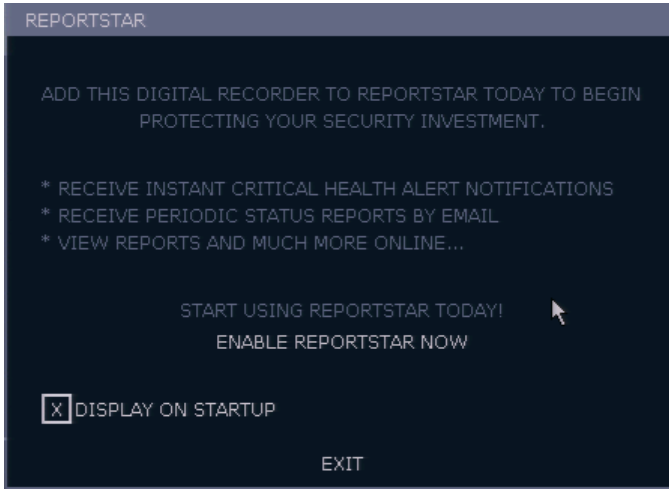 REPORTSTAR
ADD THIS DIGITAL RECORDER TO REPORTSTAR TODAY TO BEGIN
PROTECTING YOUR SECURITY INVESTMENT.
* RECEIVE INSTANT CRITICAL HEALTH ALERT NOTIFICATIONS
* RECEIVE PERIODIC STATUS REPORTS BY EMAIL
* VIEW REPORTS AND MUCH MORE ONLINE...
START USING REPORTSTAR TODAY!
ENABLE REPORTSTAR NOW
X DISPLAY ON STARTUP
EXIT